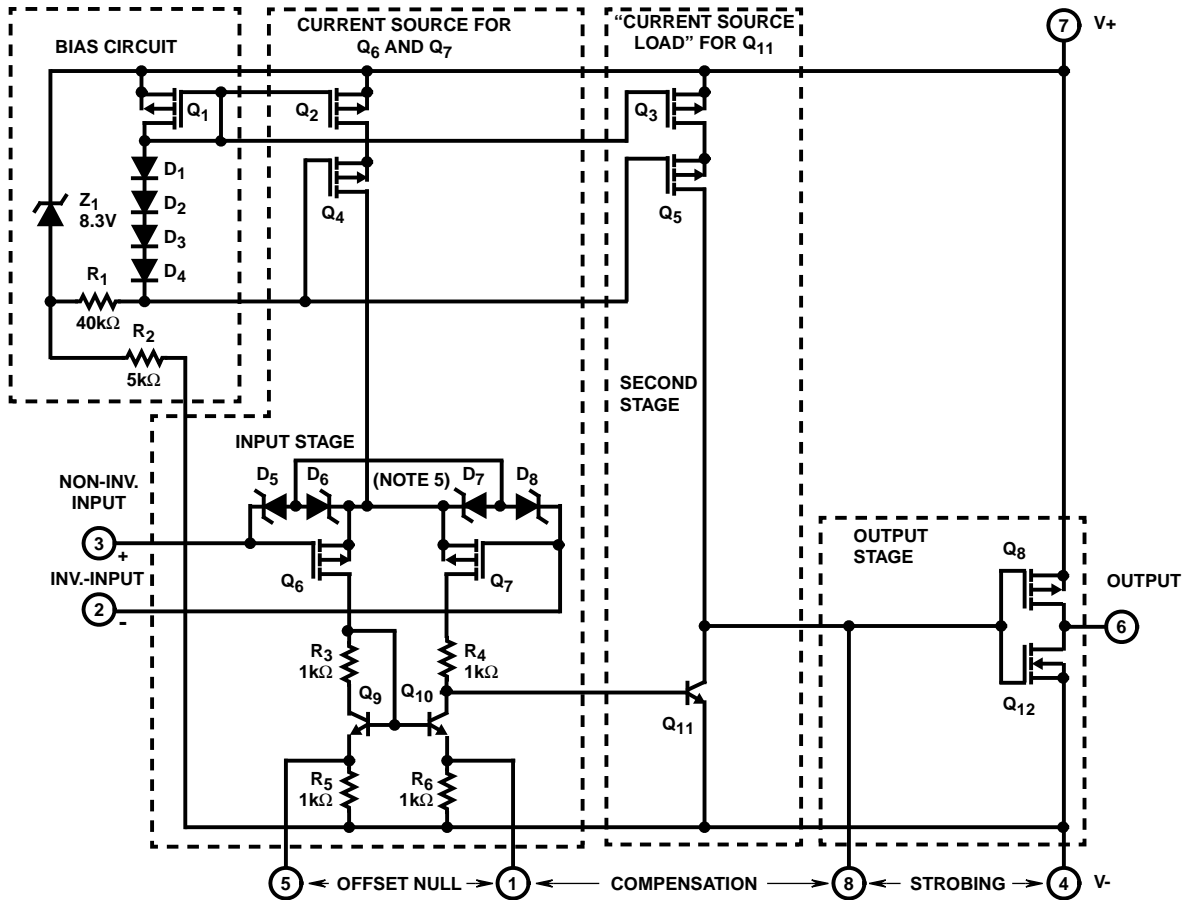 BIAS CIRCUIT
CURRENT SOURCE FOR
Q6 AND Q7
“CURRENT SOURCE
LOAD” FOR Q11
7
V+
Q1
Q2
Q3
D1
D2
D3
D4
Z1
8.3V
Q4
Q5
R1
40kΩ
R2
5kΩ
SECOND
STAGE
INPUT STAGE
D5
D6
(NOTE 5)
D7
D8
NON-INV.
INPUT
3
+
INV.-INPUT
2
-
Q6
Q7
OUTPUT
STAGE
Q8
OUTPUT
6
R3
1kΩ
R4
1kΩ
Q9
Q10
Q11
Q12
R5
1kΩ
R6
1kΩ
5
OFFSET NULL
1
COMPENSATION
8
STROBING
4
V-